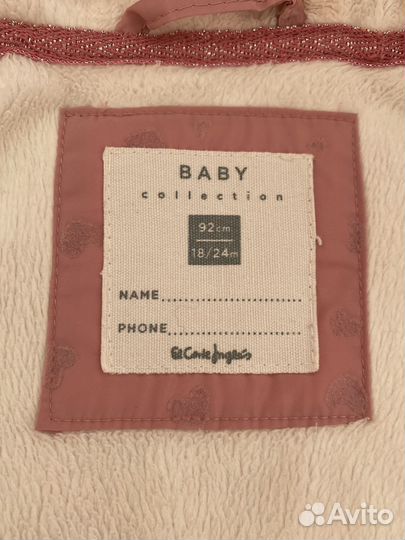 BABY
collection
92cm
18/24m
NAME
PHONE
El Corte Inglés
Avito